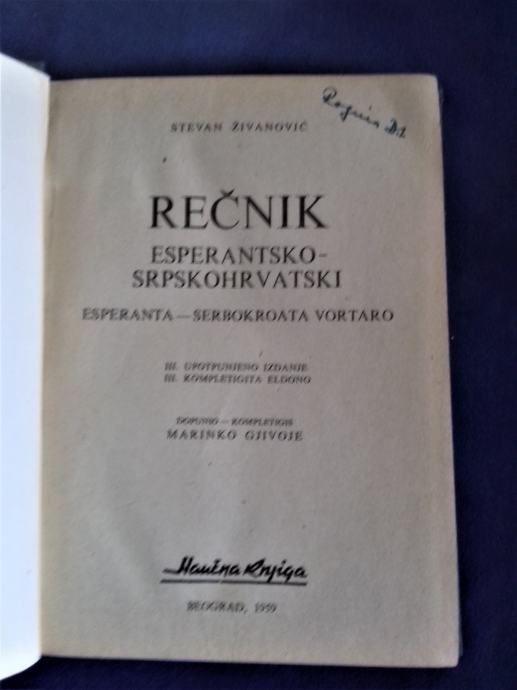 STEVAN ŽIVANOVIĆ
REČNIK
ESPERANTSKO-
SRPSKOHRVATSKI
ESPERANTA—SERBOKROATA VORTARO
III. UPOTPUNJENO IZDANJE
III. KOMPLETIGITA ELDONO
DOPUNIO—KOMPLETIGIS
MARINKO GJIVOJE
Naučna Knjiga
BEOGRAD, 1959